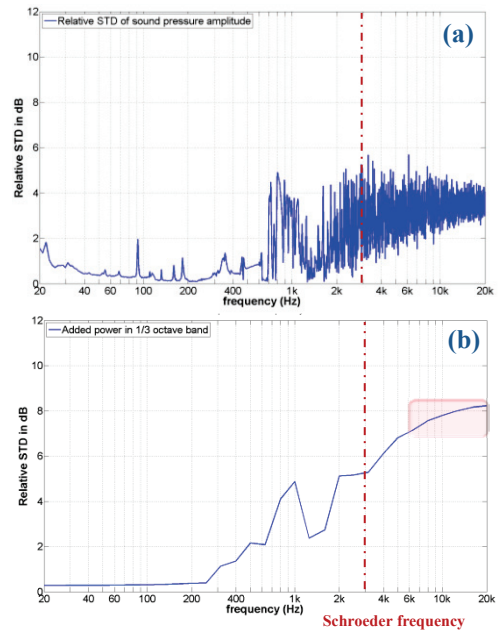 12
Relative STD of sound pressure amplitude
(a)
10
8
6
4
2
0
Relative STD in dB
20 40 100 200 400 1k 2k 4k 6k 10k 20k
frequency (Hz)
12
Added power in 1/3 octave band
(b)
10
8
6
4
2
0
Relative STD in dB
20 40 100 200 400 1k 2k 4k 6k 10k 20k
frequency (Hz)
Schroeder frequency